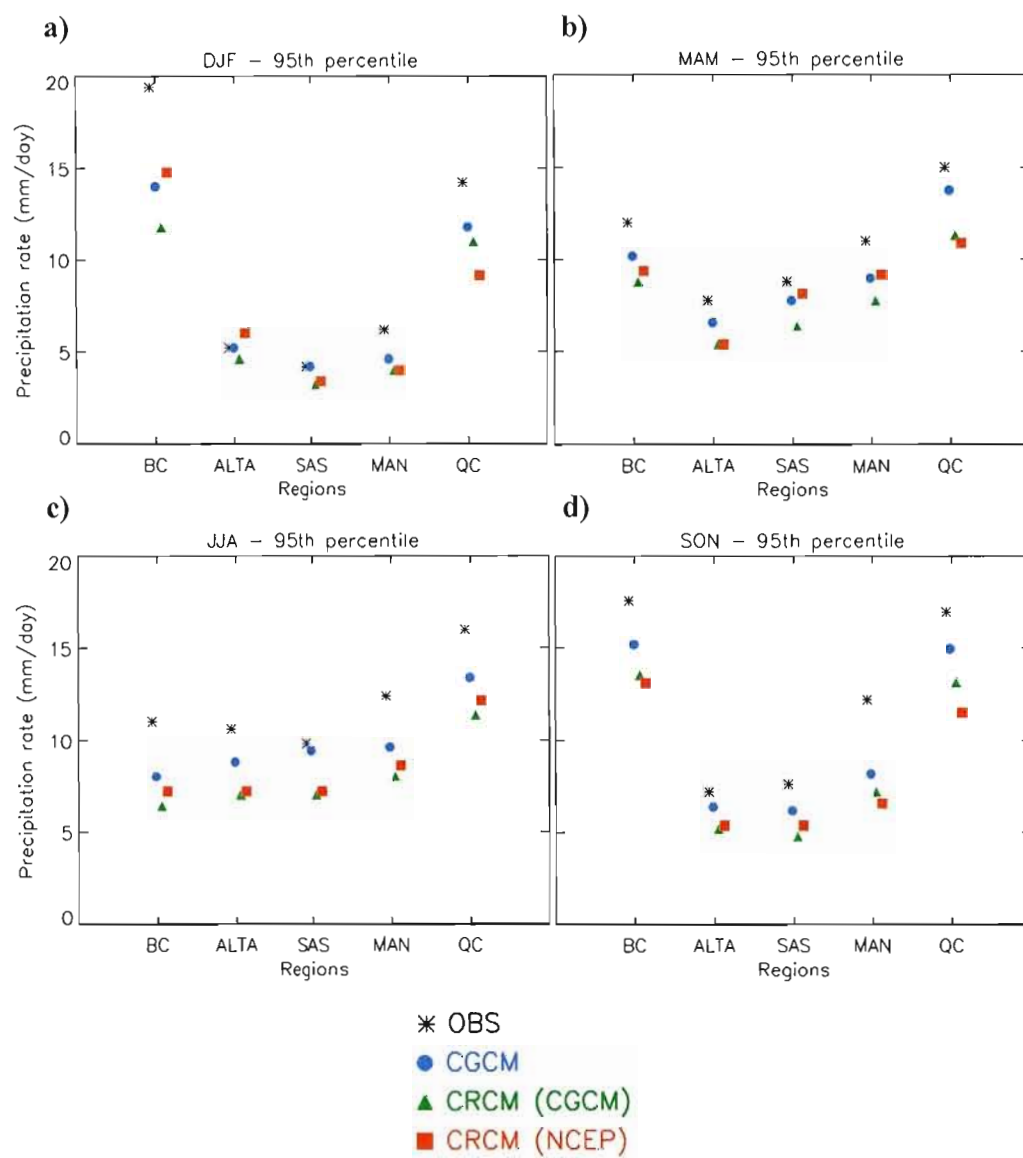 a)
DJF – 95th percentile
20
15
10
5
0
Precipitation rate (mm/day)
BC ALTA SAS MAN QC
Regions
b)
MAM – 95th percentile
BC ALTA SAS MAN QC
Regions
c)
JJA – 95th percentile
20
15
10
5
0
Precipitation rate (mm/day)
BC ALTA SAS MAN QC
Regions
d)
SON – 95th percentile
BC ALTA SAS MAN QC
Regions
OBS
CGCM
CRCM (CGCM)
CRCM (NCEP)